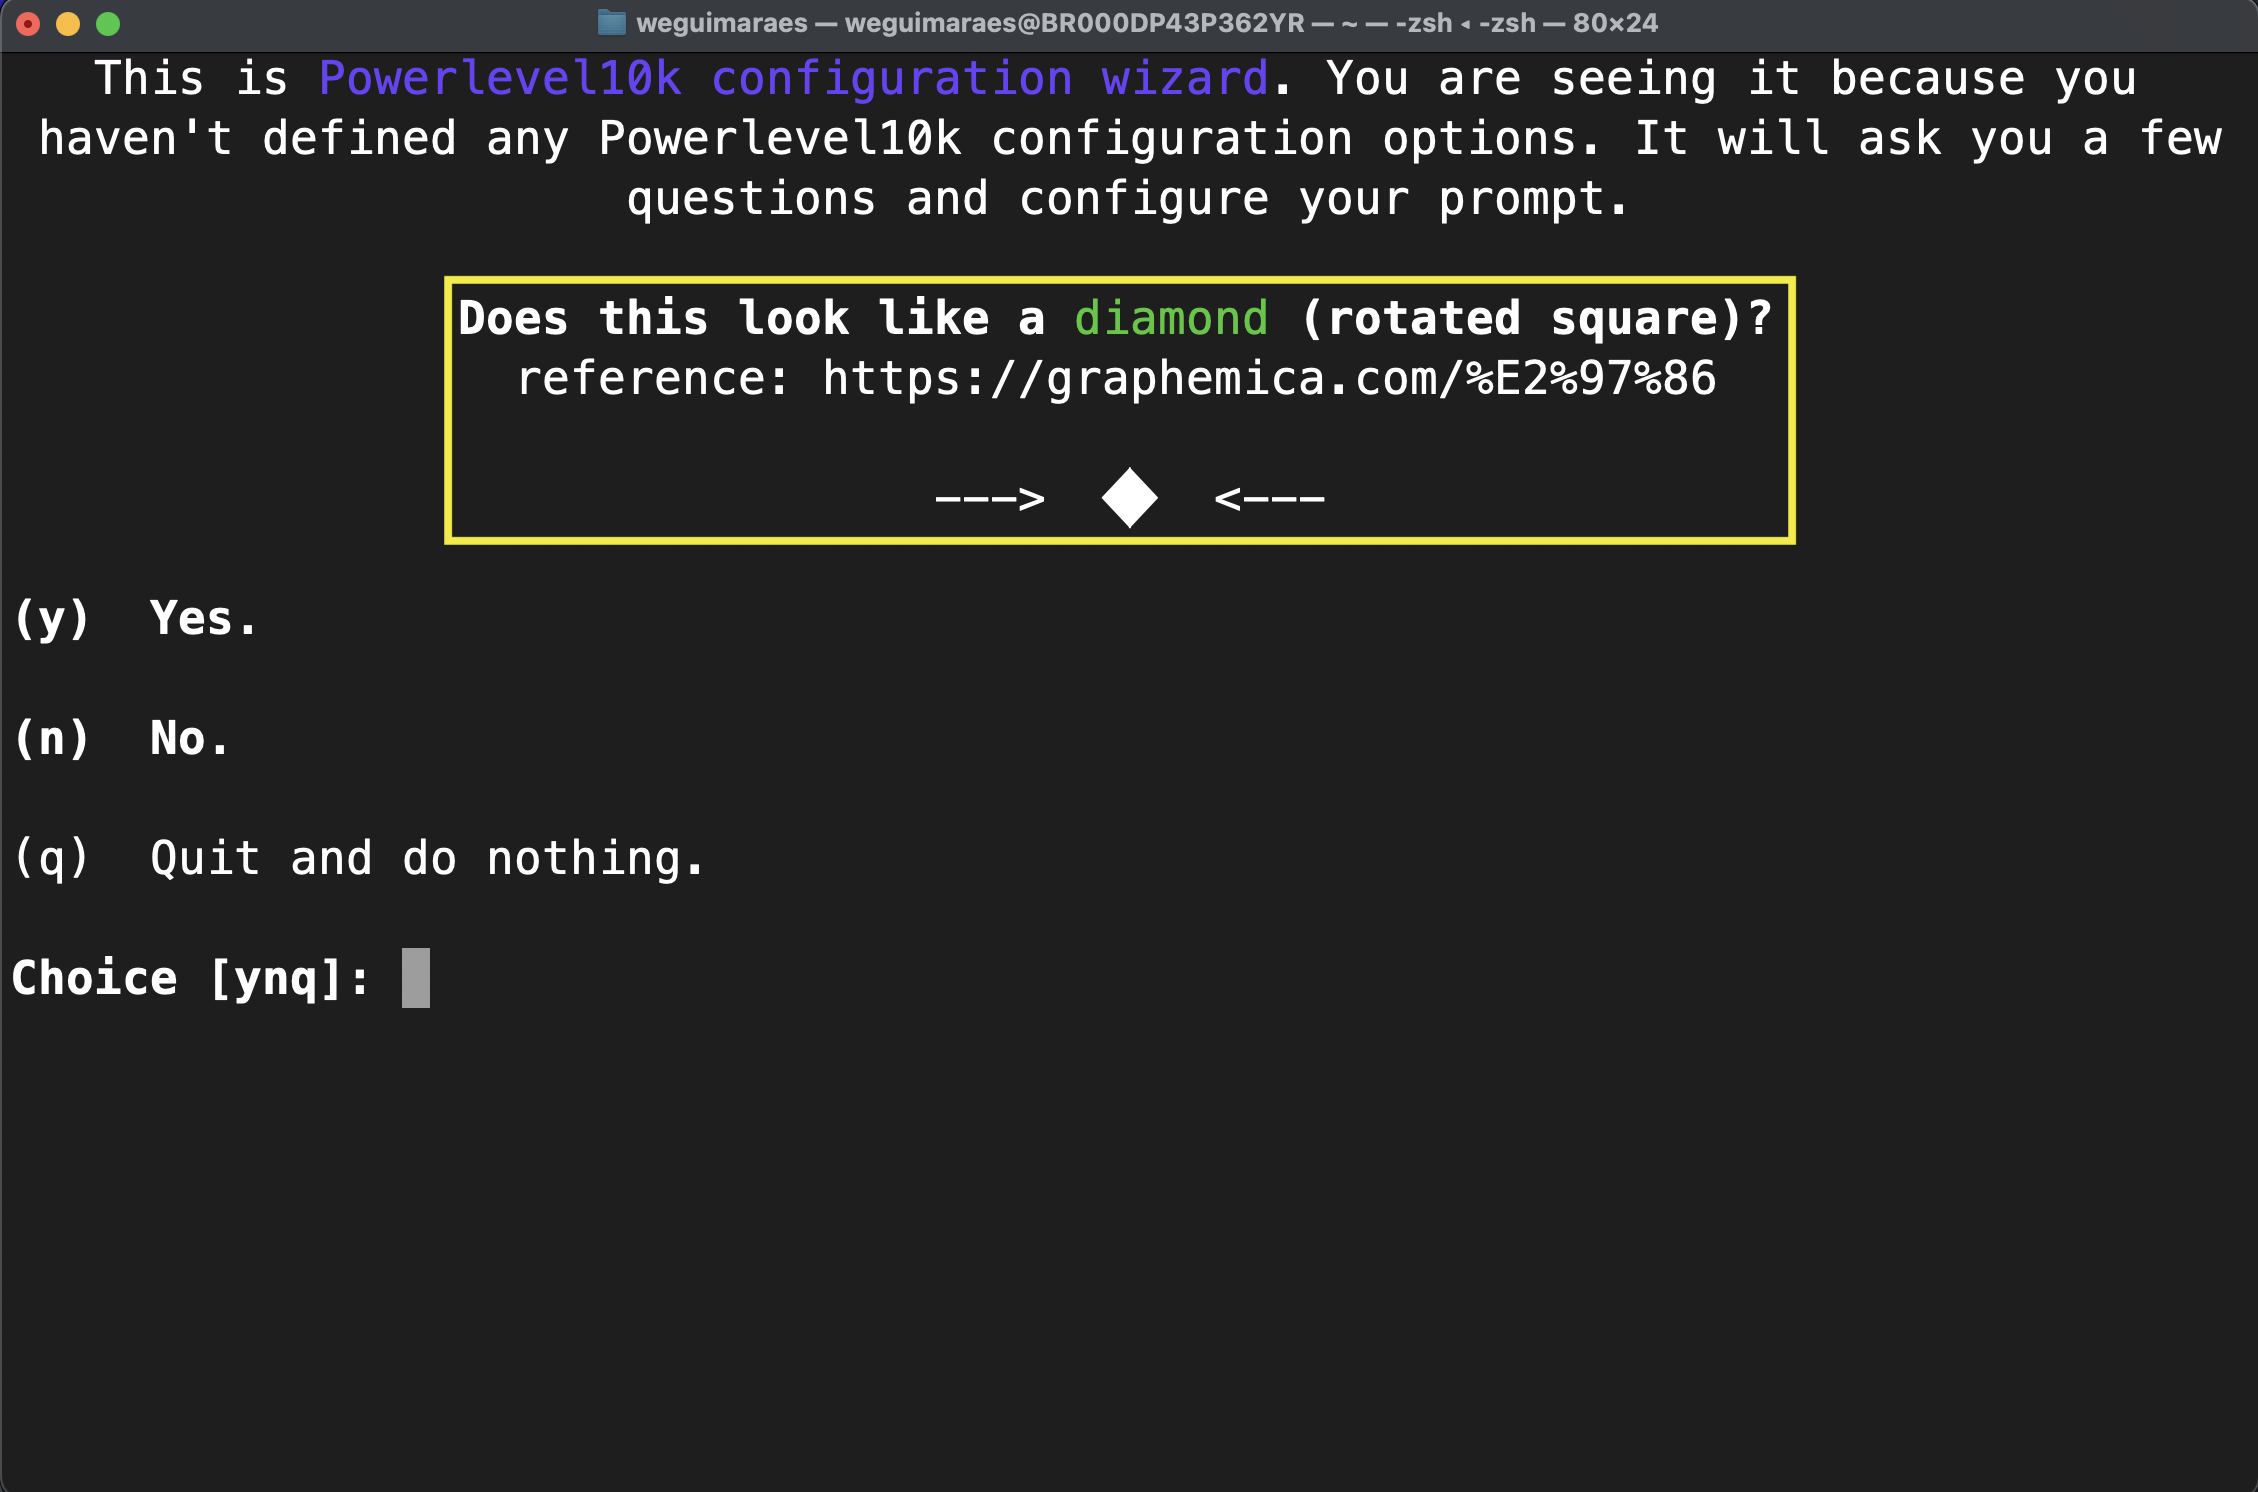 weguimaraes — weguimaraes@BR000DP43P362YR — ~ — -zsh ◂ -zsh — 80×24
This is Powerlevel10k configuration wizard. You are seeing it because you
haven't defined any Powerlevel10k configuration options. It will ask you a few
questions and configure your prompt.
Does this look like a diamond (rotated square)?
reference: https://graphemica.com/%E2%97%86
---> ◆ <---
(y) Yes.
(n) No.
(q) Quit and do nothing.
Choice [ynq]: